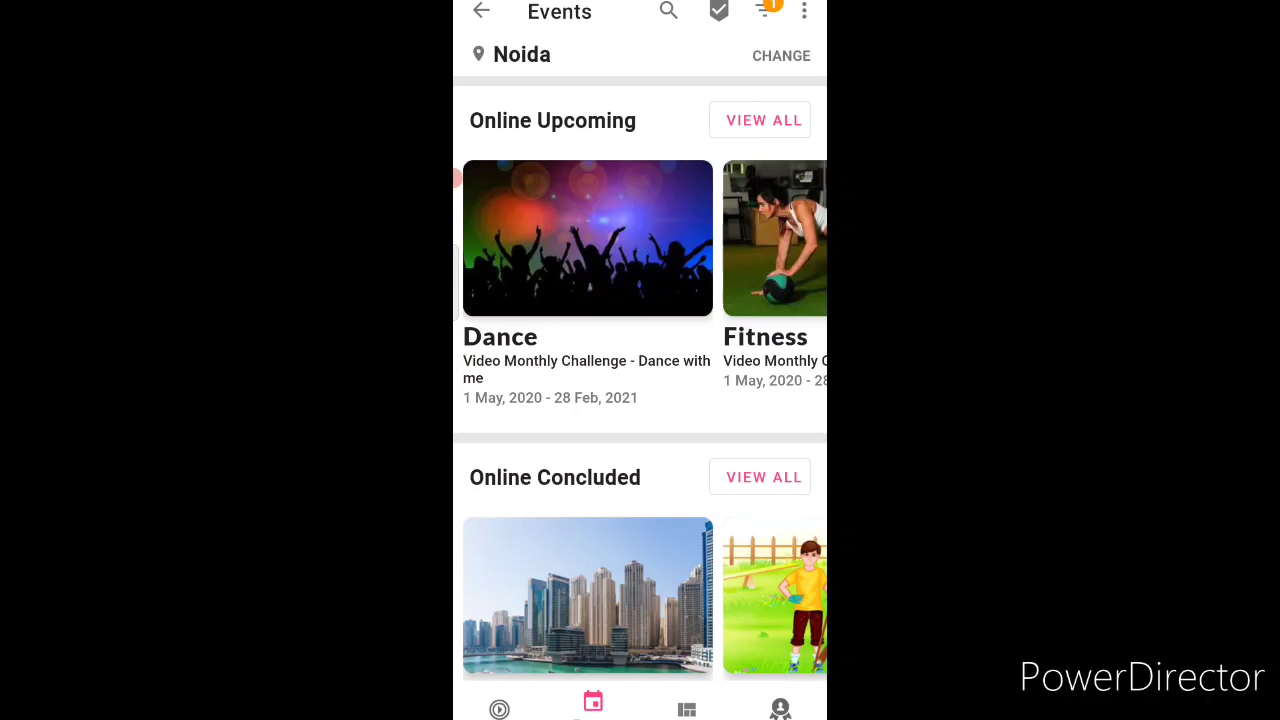 Events
1
Noida
CHANGE
Online Upcoming
VIEW ALL
Dance
Video Monthly Challenge - Dance with
me
1 May, 2020 - 28 Feb, 2021
Fitness
Video Monthly
1 May, 2020 - 28
Online Concluded
VIEW ALL
PowerDirector